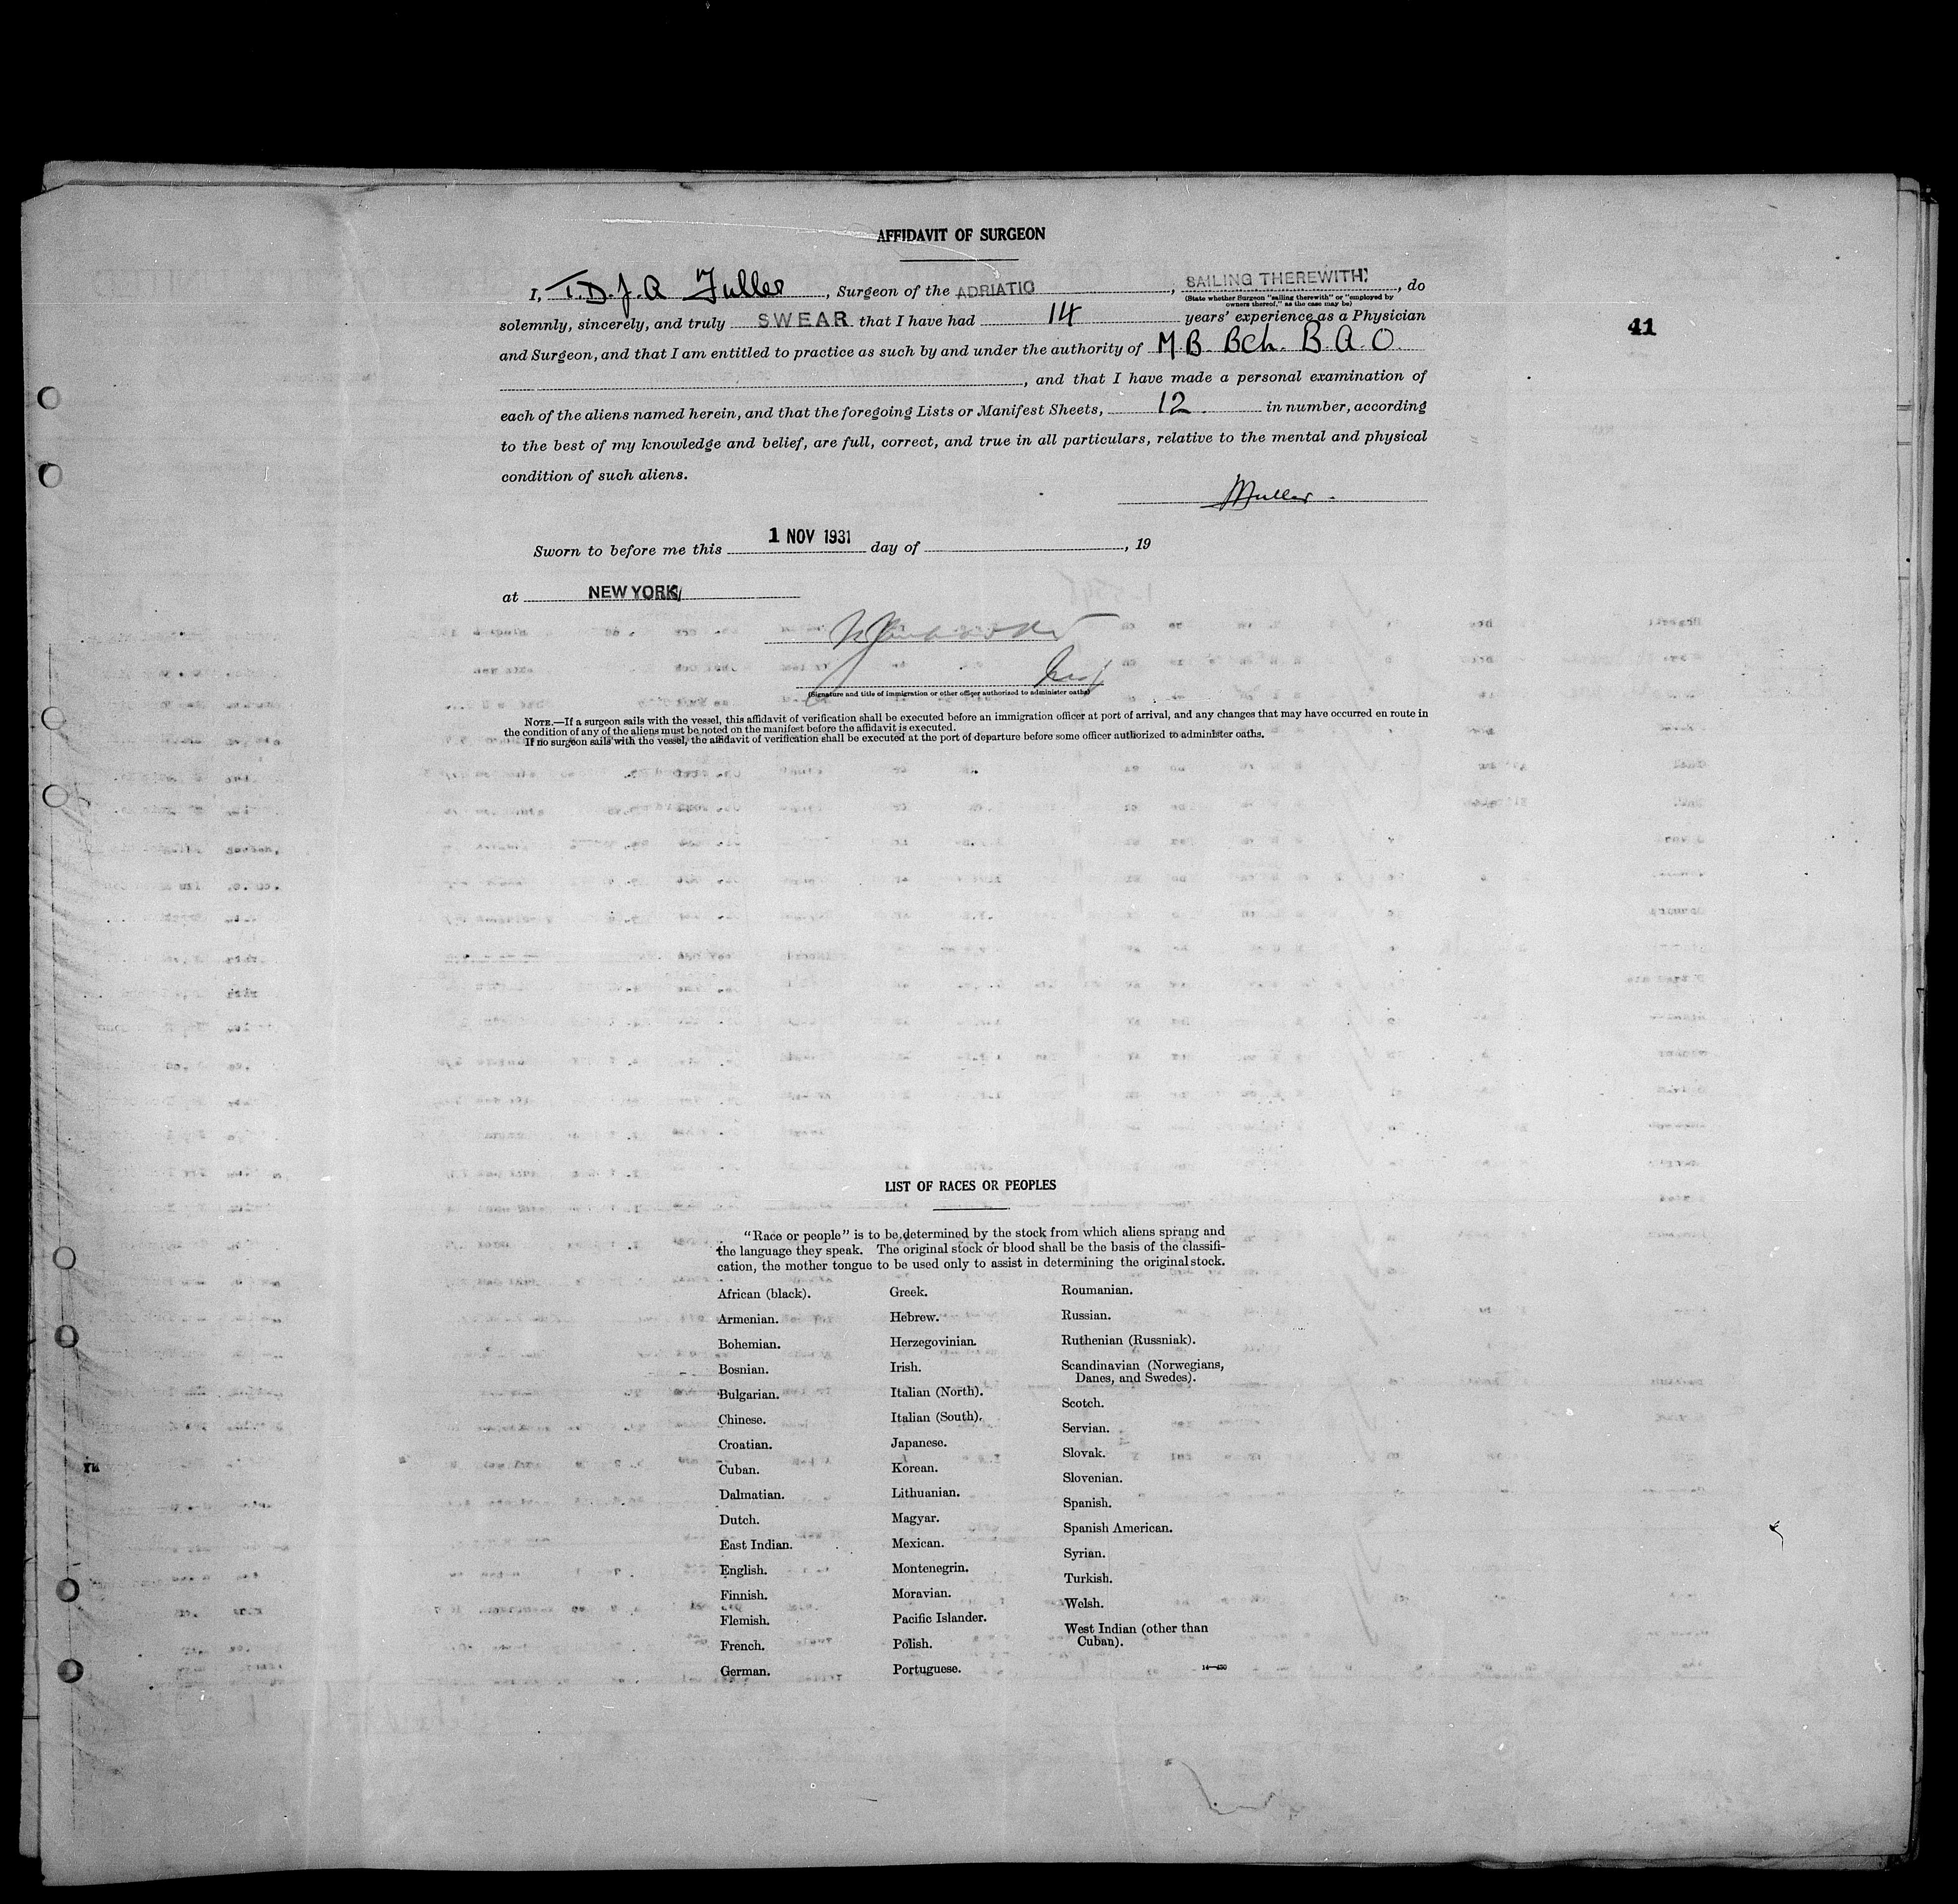 AFFIDAVIT OF SURGEON
I, T.D.J.A Fuller, Surgeon of the ADRIATIC, SAILING THEREWITH, do
(State whether Surgeon "sailing therewith" or "employed by
owners thereof," as the case may be)
solemnly, sincerely, and truly SWEAR that I have had 14 years' experience as a Physician
41
and Surgeon, and that I am entitled to practice as such by and under the authority of M.B. Bch. B.A.O.
, and that I have made a personal examination of
each of the aliens named herein, and that the foregoing Lists or Manifest Sheets, 12. in number, according
to the best of my knowledge and belief, are full, correct, and true in all particulars, relative to the mental and physical
condition of such aliens.
Sworn to before me this 1 NOV 1931 day of , 19
at NEW YORK
(Signature and title of immigration or other officer authorized to administer oaths)
NOTE.—If a surgeon sails with the vessel, this affidavit of verification shall be executed before an immigration officer at port of arrival, and any changes that may have occurred en route in
the condition of any of the aliens must be noted on the manifest before the affidavit is executed.
If no surgeon sails with the vessel, the affidavit of verification shall be executed at the port of departure before some officer authorized to administer oaths.
LIST OF RACES OR PEOPLES
"Race or people" is to be determined by the stock from which aliens sprang and
the language they speak. The original stock or blood shall be the basis of the classifi-
cation, the mother tongue to be used only to assist in determining the original stock.
African (black).
Armenian.
Bohemian.
Bosnian.
Bulgarian.
Chinese.
Croatian.
Cuban.
Dalmatian.
Dutch.
East Indian.
English.
Finnish.
Flemish.
French.
German.
Greek.
Hebrew.
Herzegovinian.
Irish.
Italian (North).
Italian (South).
Japanese.
Korean.
Lithuanian.
Magyar.
Mexican.
Montenegrin.
Moravian.
Pacific Islander.
Polish.
Portuguese.
Roumanian.
Russian.
Ruthenian (Russniak).
Scandinavian (Norwegians,
Danes, and Swedes).
Scotch.
Servian.
Slovak.
Slovenian.
Spanish.
Spanish American.
Syrian.
Turkish.
Welsh.
West Indian (other than
Cuban).